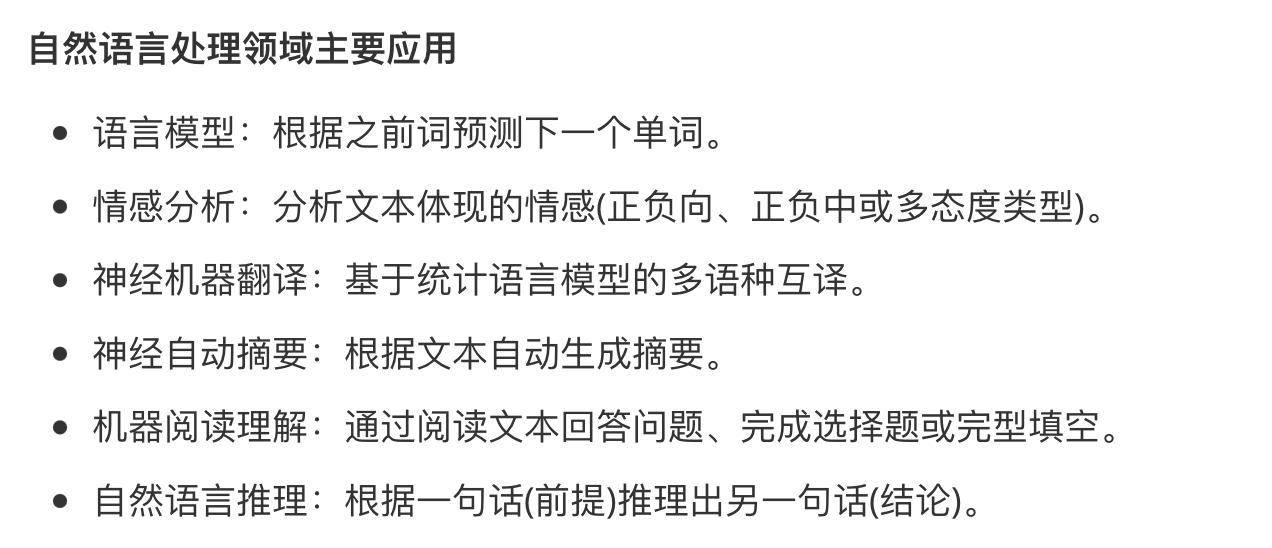 自然语言处理领域主要应用
• 语言模型：根据之前词预测下一个单词。
• 情感分析：分析文本体现的情感(正负向、正负中或多态度类型)。
• 神经机器翻译：基于统计语言模型的多语种互译。
• 神经自动摘要：根据文本自动生成摘要。
• 机器阅读理解：通过阅读文本回答问题、完成选择题或完型填空。
• 自然语言推理：根据一句话(前提)推理出另一句话(结论)。